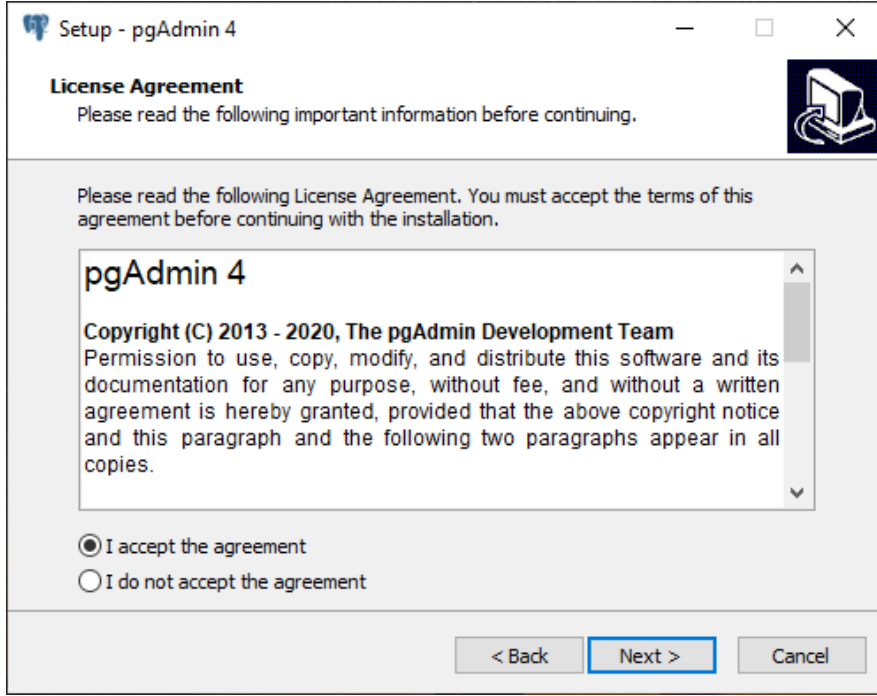 Setup - pgAdmin 4
License Agreement
Please read the following important information before continuing.
Please read the following License Agreement. You must accept the terms of this
agreement before continuing with the installation.
pgAdmin 4
Copyright (C) 2013 - 2020, The pgAdmin Development Team
Permission to use, copy, modify, and distribute this software and its
documentation for any purpose, without fee, and without a written
agreement is hereby granted, provided that the above copyright notice
and this paragraph and the following two paragraphs appear in all
copies.
I accept the agreement
I do not accept the agreement
< Back
Next >
Cancel